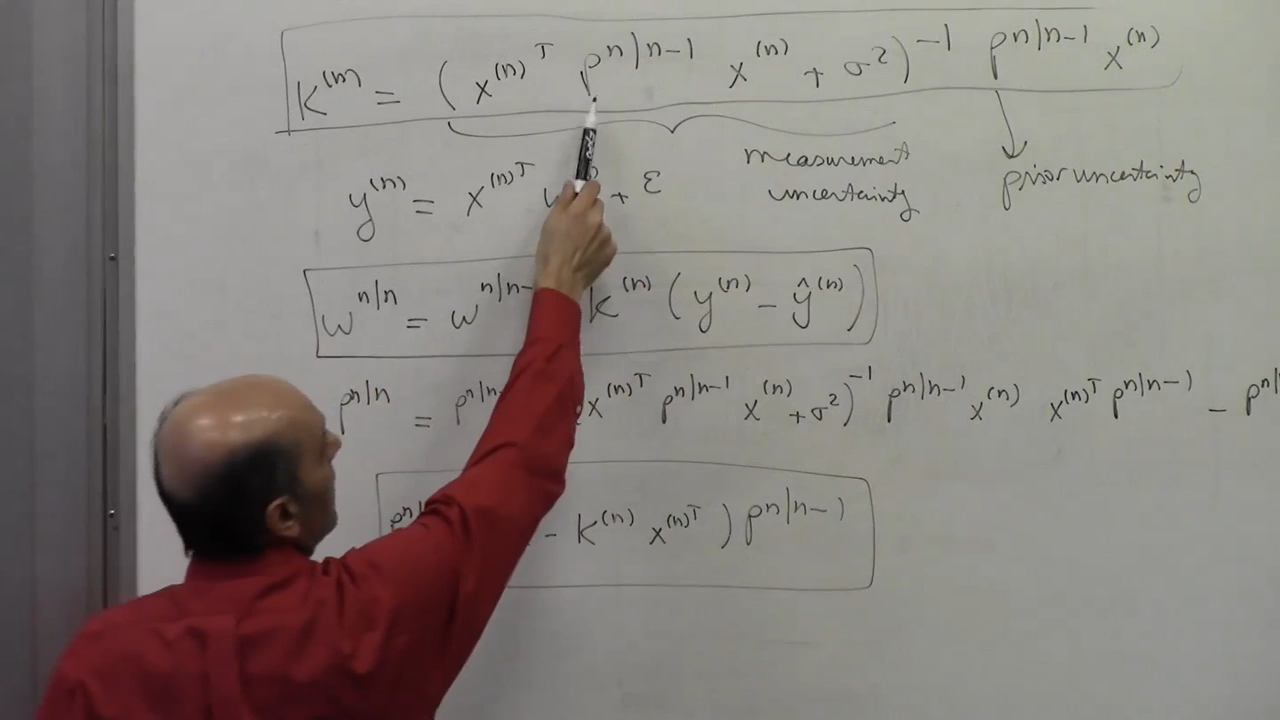 K^(n) = ( x^(n)T p^n|n-1 x^(n) + σ² )^-1 p^n|n-1 x^(n)
measurement uncertainty
prior uncertainty
y^(n) = x^(n)T + ε
w^n|n = w^n|n- K^(n) ( y^(n) - ŷ^(n) )
p^n|n = p^n|n x^(n)T p^n|n-1 x^(n) + σ² )^-1 p^n|n-1 x^(n) x^(n)T p^n|n-1 - p^n|
p^n| - K^(n) x^(n)T ) p^n|n-1